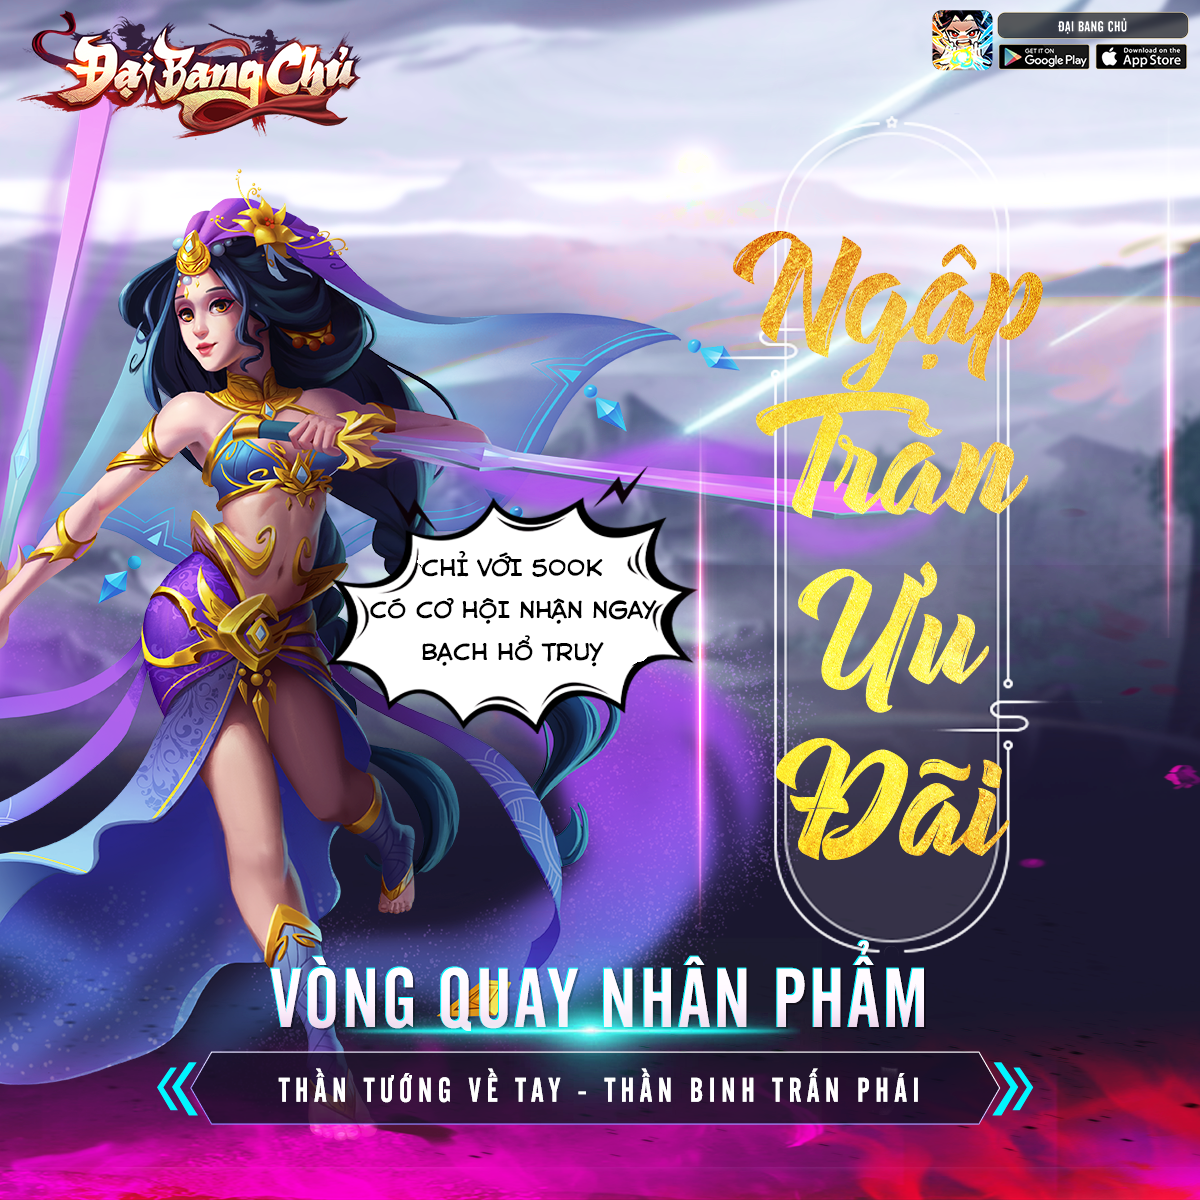 Đại Bang Chủ
ĐẠI BANG CHỦ
GET IT ON
Google Play
Download on the
App Store
Ngập
Tràn
Ưu
Đãi
CHỈ VỚI 500K
CÓ CƠ HỘI NHẬN NGAY
BẠCH HỔ TRUY
VÒNG QUAY NHÂN PHẨM
THẦN TƯỚNG VỀ TAY - THẦN BINH TRẤN PHÁI